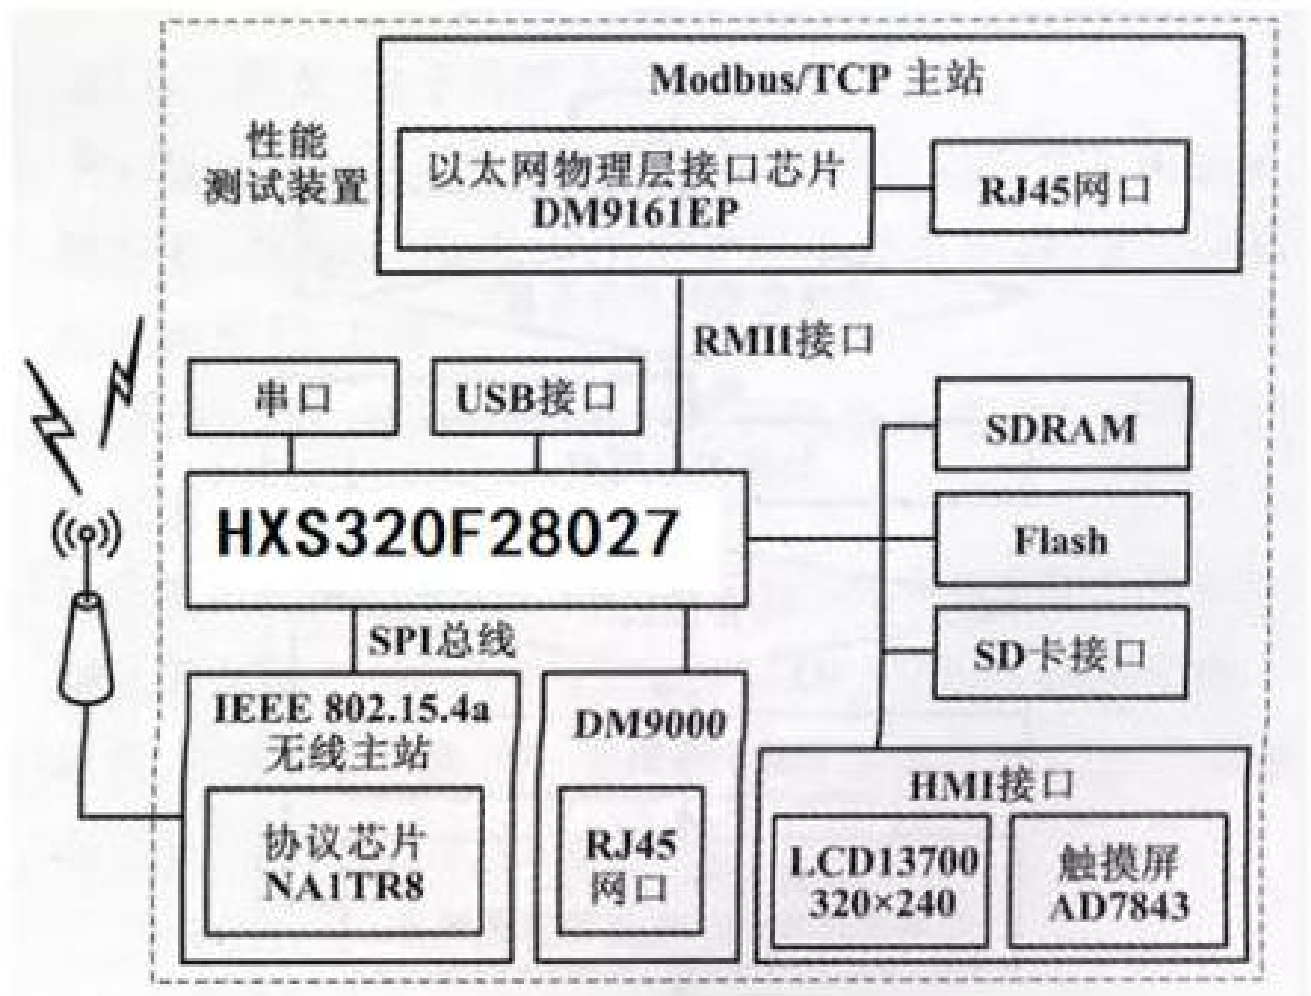 Modbus/TCP 主站
性能
测试装置
以太网物理层接口芯片
DM9161EP
RJ45网口
RMII接口
串口
USB接口
SDRAM
HXS320F28027
Flash
SPI总线
SD卡接口
IEEE 802.15.4a
无线主站
DM9000
HMI接口
协议芯片
NA1TR8
RJ45
网口
LCD13700
320×240
触摸屏
AD7843